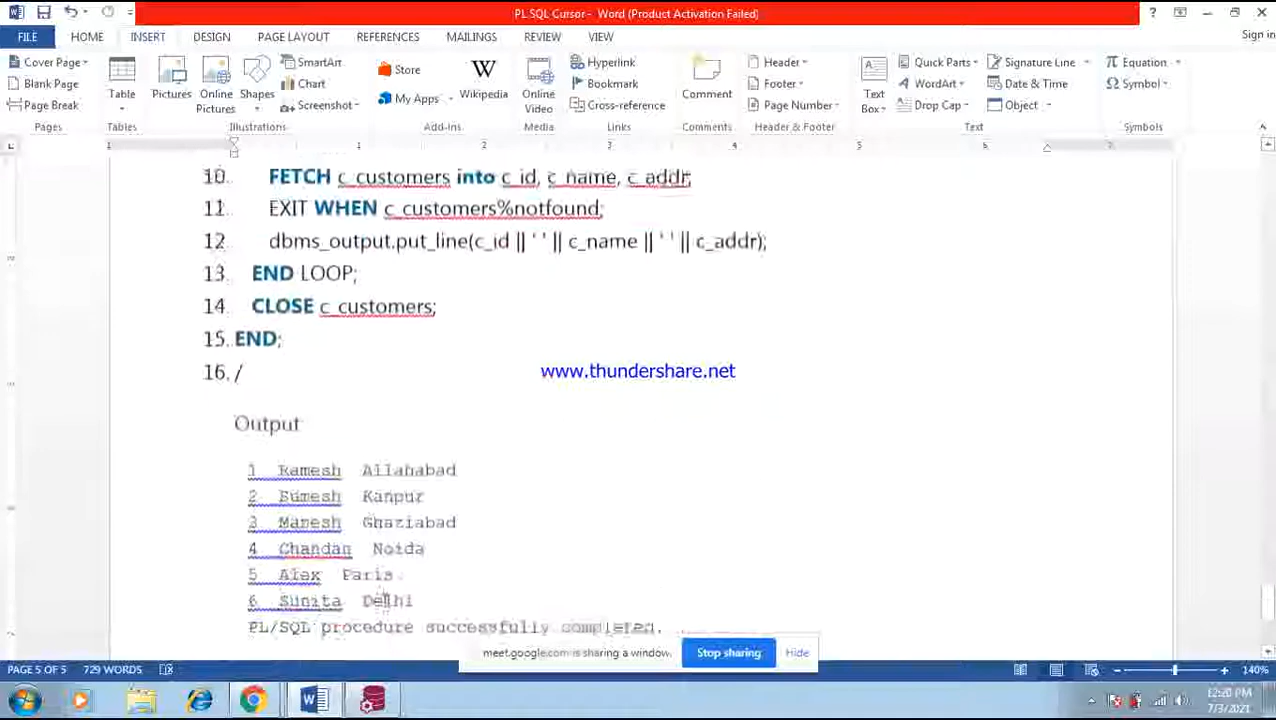 PL SQL Cursor - Word (Product Activation Failed)
FILE HOME INSERT DESIGN PAGE LAYOUT REFERENCES MAILINGS REVIEW VIEW Sign in
Cover Page
Blank Page
Page Break
Pages
Table
Tables
Pictures
Online Pictures
Shapes
SmartArt
Chart
Screenshot
Illustrations
Store
My Apps
Wikipedia
Add-ins
Online Video
Media
Hyperlink
Bookmark
Cross-reference
Links
Comment
Comments
Header
Footer
Page Number
Header & Footer
Text Box
Quick Parts
WordArt
Drop Cap
Signature Line
Date & Time
Object
Text
Equation
Symbol
Symbols
10. FETCH c_customers into c_id, c_name, c_addr;
11. EXIT WHEN c_customers%notfound;
12. dbms_output.put_line(c_id || ' ' || c_name || ' ' || c_addr);
13. END LOOP;
14. CLOSE c_customers;
15. END;
16. /
www.thundershare.net
Output
1 Ramesh Allahabad
2 Suresh Kanpur
3 Mahesh Ghaziabad
4 Chandan Noida
5 Alex Paris
6 Sunita Delhi
PL/SQL procedure successfully completed.
meet.google.com is sharing a window. Stop sharing Hide
PAGE 5 OF 5 729 WORDS 140%
12:20 PM
7/3/2021